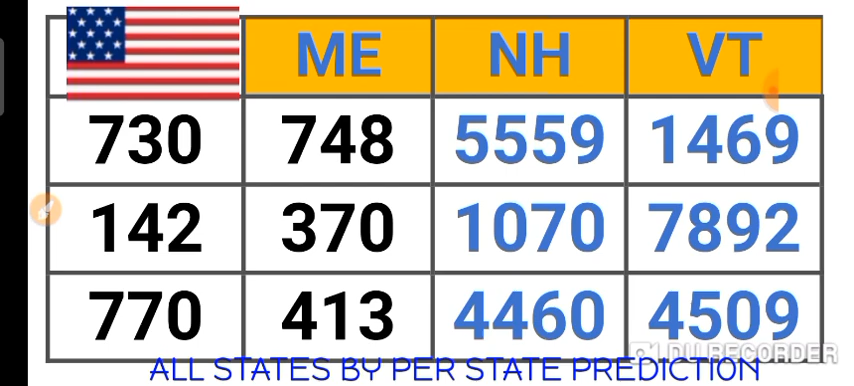 ME NH VT
730 748 5559 1469
142 370 1070 7892
770 413 4460 4509
DU RECORDER
ALL STATES BY PER STATE PREDICTION